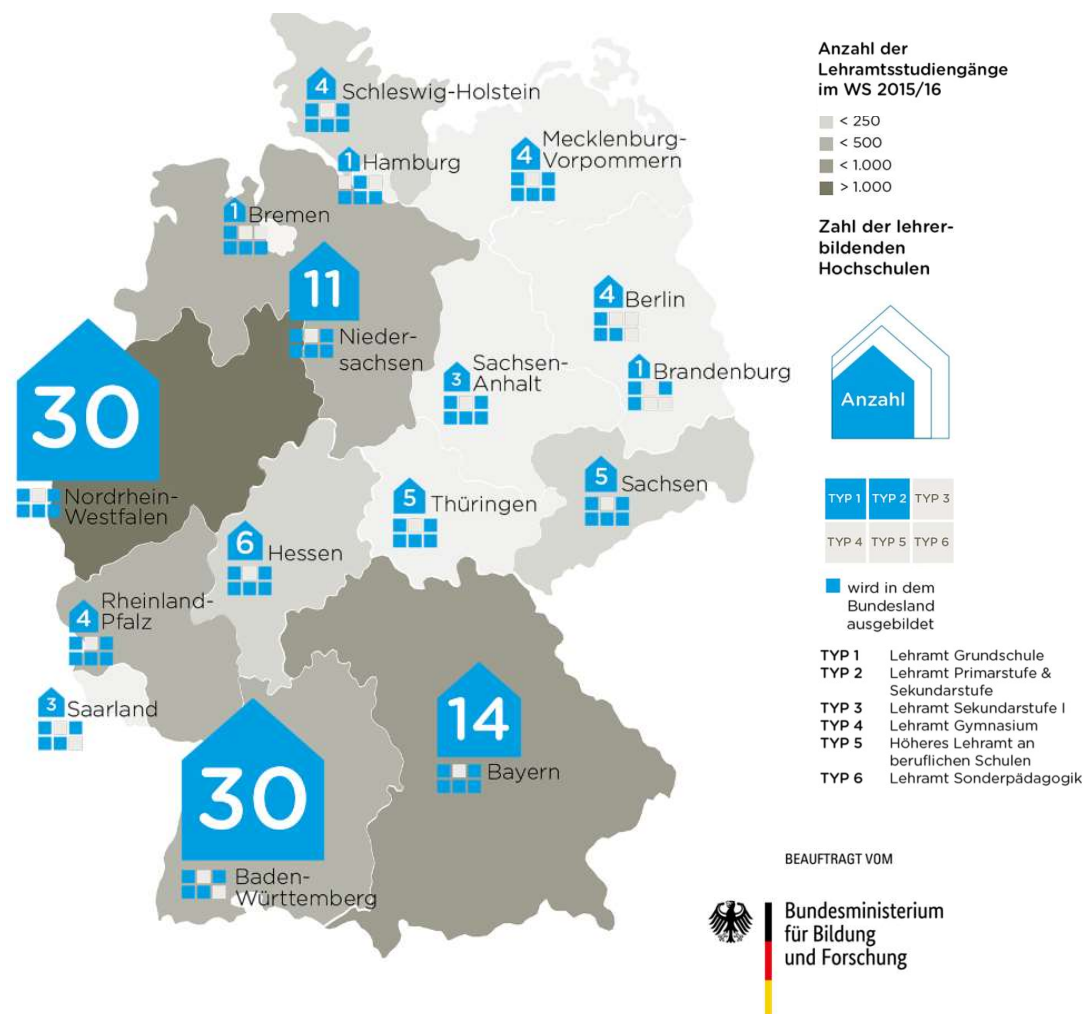 4
Schleswig-Holstein
1
Hamburg
4
Mecklenburg-
Vorpommern
1
Bremen
11
Nieder-
sachsen
4
Berlin
3
Sachsen-
Anhalt
1
Brandenburg
30
Nordrhein-
Westfalen
5
Thüringen
5
Sachsen
6
Hessen
4
Rheinland-
Pfalz
3
Saarland
30
Baden-
Württemberg
14
Bayern
Anzahl der
Lehramtsstudiengänge
im WS 2015/16
< 250
< 500
< 1.000
> 1.000
Zahl der lehrer-
bildenden
Hochschulen
Anzahl
TYP 1 TYP 2 TYP 3
TYP 4 TYP 5 TYP 6
wird in dem
Bundesland
ausgebildet
TYP 1 Lehramt Grundschule
TYP 2 Lehramt Primarstufe &
Sekundarstufe
TYP 3 Lehramt Sekundarstufe I
TYP 4 Lehramt Gymnasium
TYP 5 Höheres Lehramt an
beruflichen Schulen
TYP 6 Lehramt Sonderpädagogik
BEAUFTRAGT VOM
Bundesministerium
für Bildung
und Forschung